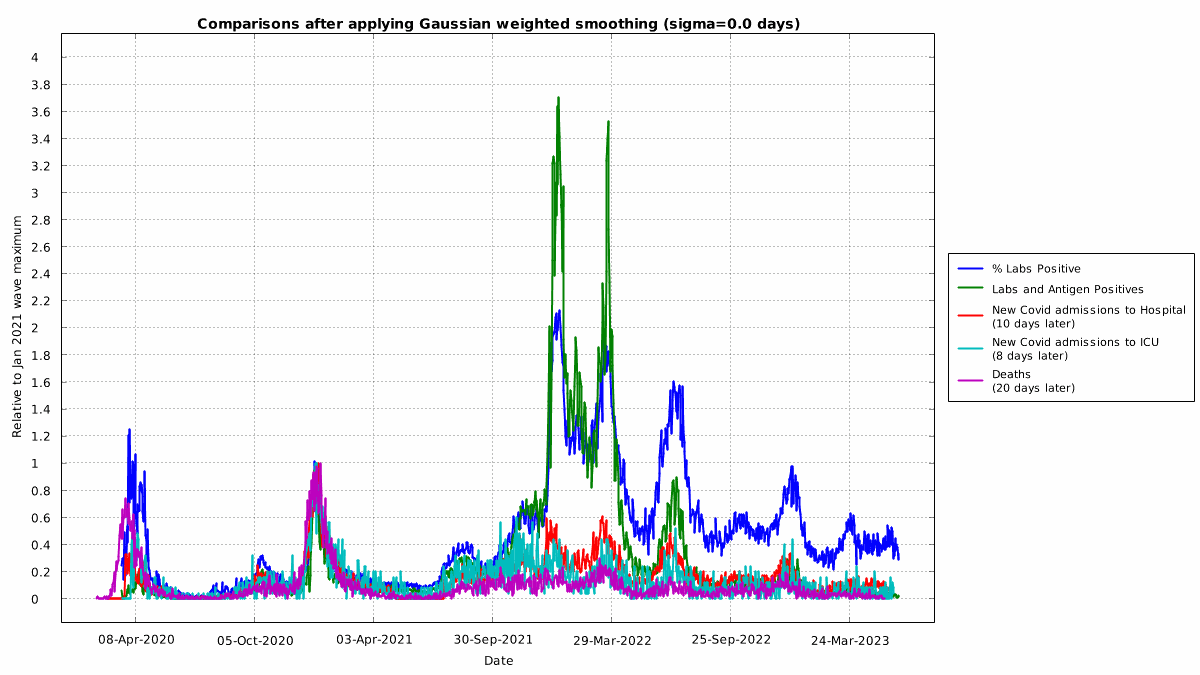 Comparisons after applying Gaussian weighted smoothing (sigma=0.0 days)
Relative to Jan 2021 wave maximum
4
3.8
3.6
3.4
3.2
3
2.8
2.6
2.4
2.2
2
1.8
1.6
1.4
1.2
1
0.8
0.6
0.4
0.2
0
08-Apr-2020
05-Oct-2020
03-Apr-2021
30-Sep-2021
29-Mar-2022
25-Sep-2022
24-Mar-2023
Date
% Labs Positive
Labs and Antigen Positives
New Covid admissions to Hospital
(10 days later)
New Covid admissions to ICU
(8 days later)
Deaths
(20 days later)